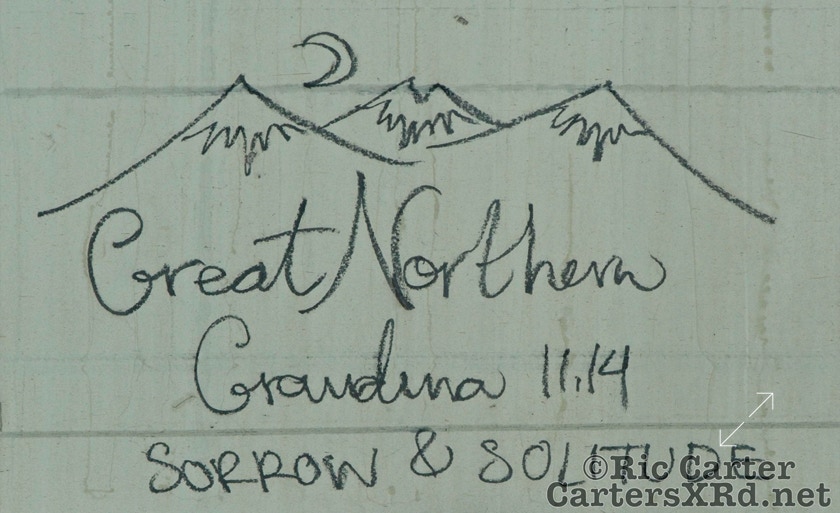 Great Northern
Grandma 11.14
SORROW & SOLITUDE
©Ric Carter
CartersXRd.net